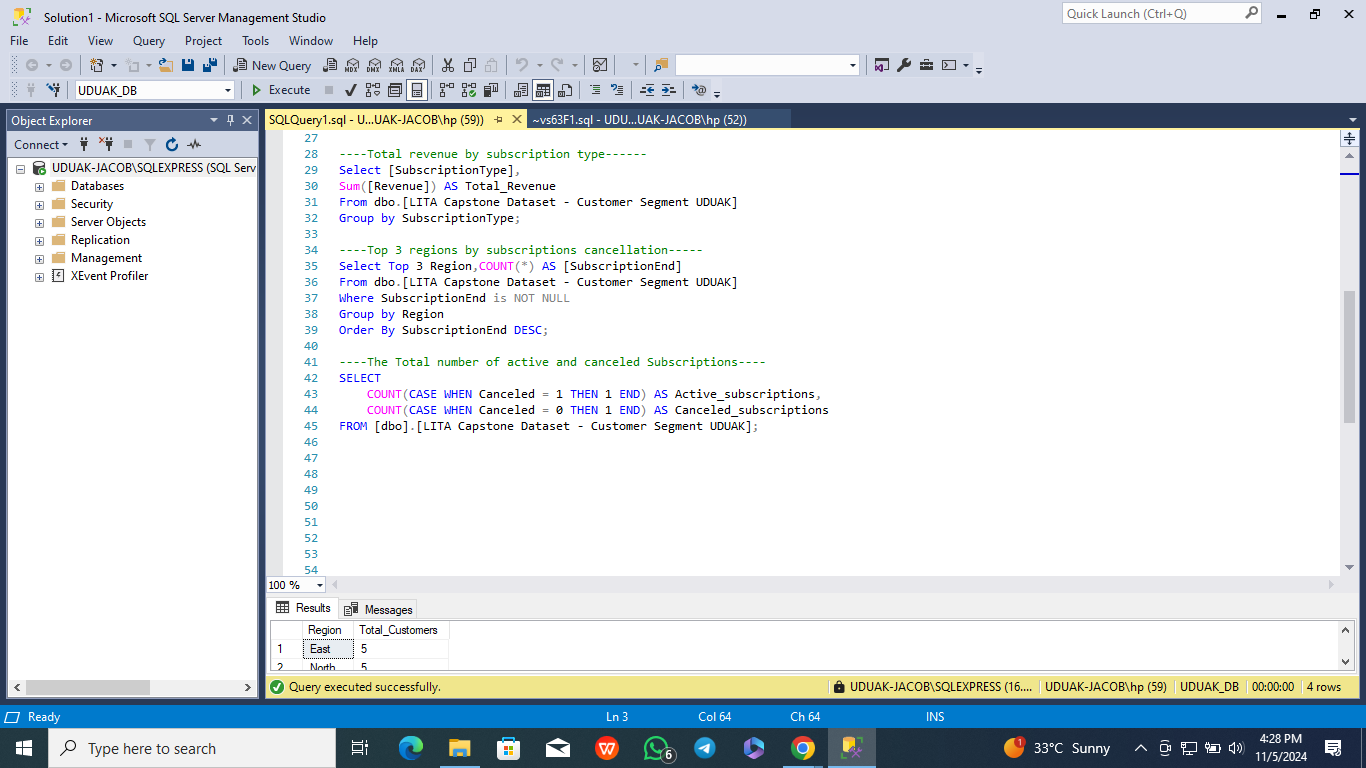 Solution1 - Microsoft SQL Server Management Studio
Quick Launch (Ctrl+Q)
File Edit View Query Project Tools Window Help
New Query MDX DMX XMLA DAX
UDUAK_DB Execute
Object Explorer
SQLQuery1.sql - U...UAK-JACOB\hp (59)) ~vs63F1.sql - UDU...UAK-JACOB\hp (52))
Connect
UDUAK-JACOB\SQLEXPRESS (SQL Serv
Databases
Security
Server Objects
Replication
Management
XEvent Profiler
27
28 ----Total revenue by subscription type------
29 Select [SubscriptionType],
30 Sum([Revenue]) AS Total_Revenue
31 From dbo.[LITA Capstone Dataset - Customer Segment UDUAK]
32 Group by SubscriptionType;
33
34 ----Top 3 regions by subscriptions cancellation-----
35 Select Top 3 Region,COUNT(*) AS [SubscriptionEnd]
36 From dbo.[LITA Capstone Dataset - Customer Segment UDUAK]
37 Where SubscriptionEnd is NOT NULL
38 Group by Region
39 Order By SubscriptionEnd DESC;
40
41 ----The Total number of active and canceled Subscriptions----
42 SELECT
43 COUNT(CASE WHEN Canceled = 1 THEN 1 END) AS Active_subscriptions,
44 COUNT(CASE WHEN Canceled = 0 THEN 1 END) AS Canceled_subscriptions
45 FROM [dbo].[LITA Capstone Dataset - Customer Segment UDUAK];
46
47
48
49
50
51
52
53
54
100 %
Results Messages
Region Total_Customers
1 East 5
2 North 5
Query executed successfully. UDUAK-JACOB\SQLEXPRESS (16.... UDUAK-JACOB\hp (59) UDUAK_DB 00:00:00 4 rows
Ready Ln 3 Col 64 Ch 64 INS
Type here to search 6 33°C Sunny 4:28 PM
11/5/2024